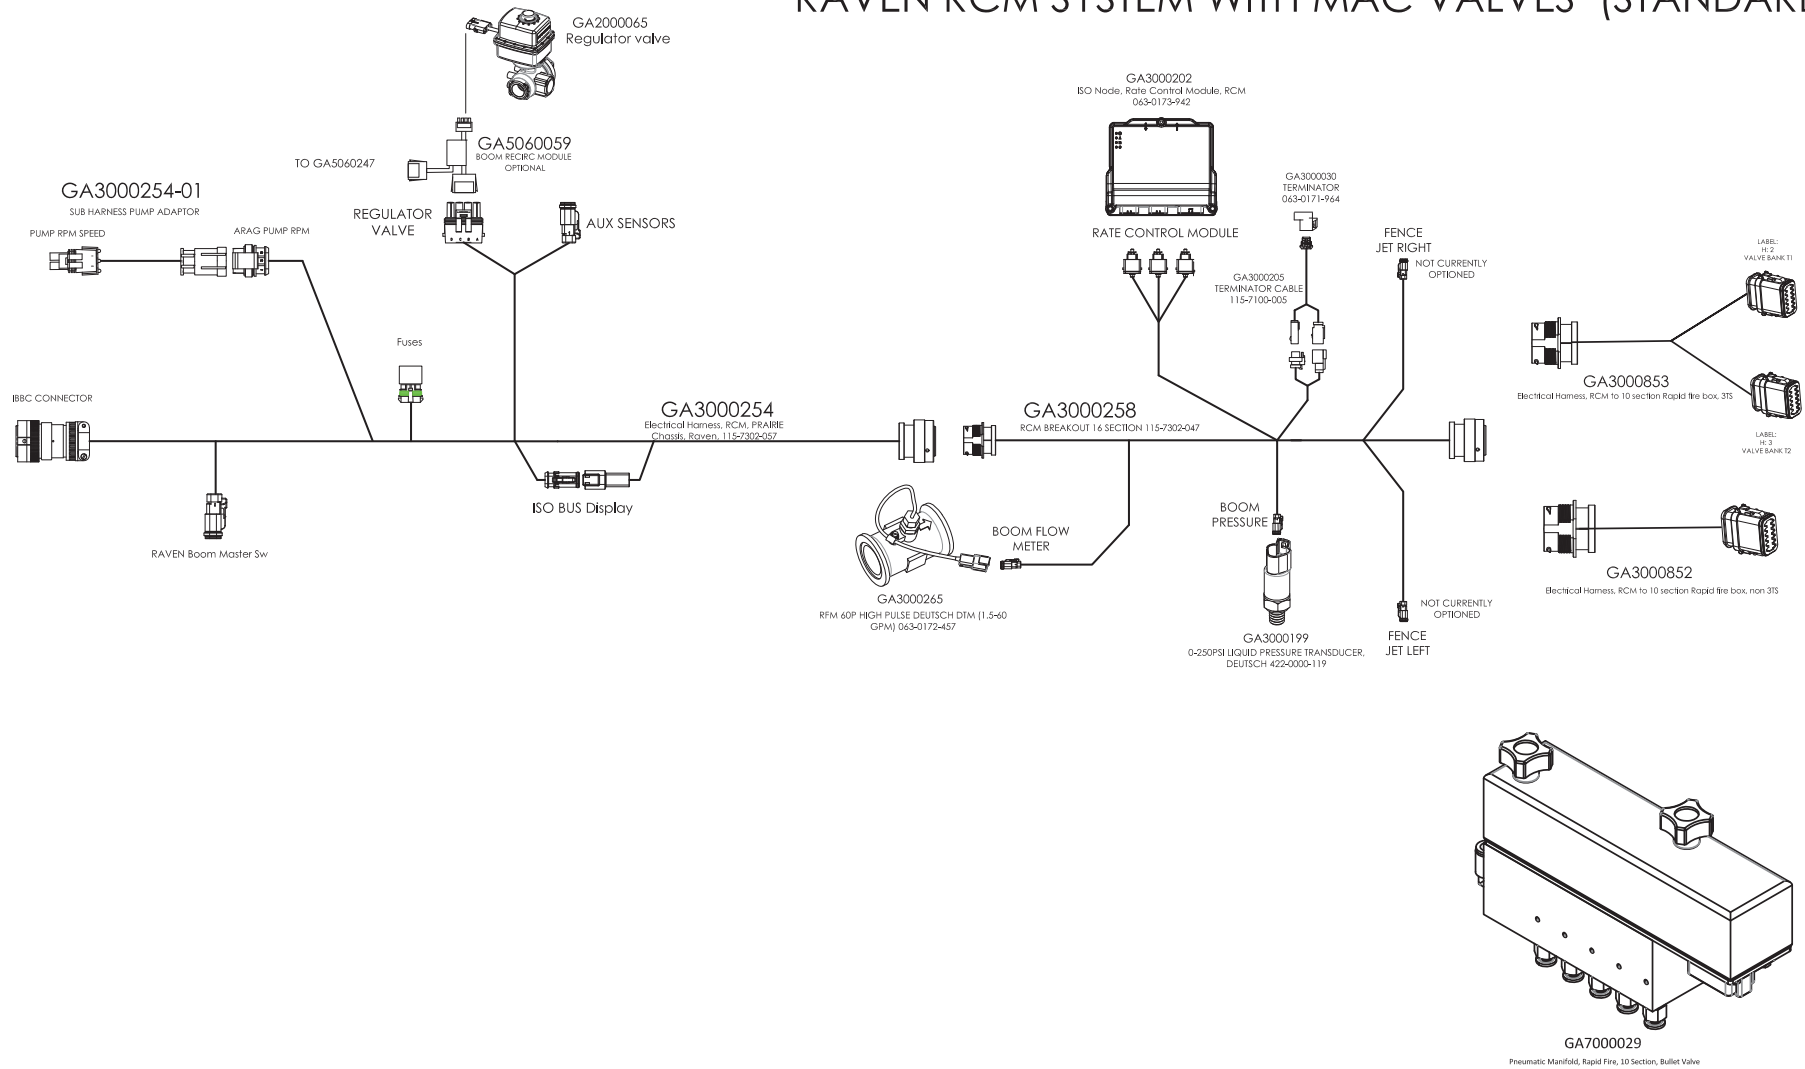 RAVEN RCM SYSTEM WITH MAC VALVES (STANDARD
GA2000065
Regulator valve
GA5060059
BOOM RECIRC MODULE
OPTIONAL
TO GA5060247
GA3000254-01
SUB HARNESS PUMP ADAPTOR
PUMP RPM SPEED
ARAG PUMP RPM
REGULATOR
VALVE
D C B A
AUX SENSORS
Fuses
IBBC CONNECTOR
RAVEN Boom Master Sw
GA3000254
Electrical Harness, RCM, PRAIRIE
Chassis, Raven, 115-7302-057
ISO BUS Display
GA3000202
ISO Node, Rate Control Module, RCM
063-0173-942
RATE CONTROL MODULE
GA3000030
TERMINATOR
063-0171-964
GA3000205
TERMINATOR CABLE
115-7100-005
FENCE
JET RIGHT
NOT CURRENTLY
OPTIONED
GA3000258
RCM BREAKOUT 16 SECTION 115-7302-047
BOOM FLOW
METER
GA3000265
RFM 60P HIGH PULSE DEUTSCH DTM (1.5-60
GPM) 063-0172-457
BOOM
PRESSURE
GA3000199
0-250PSI LIQUID PRESSURE TRANSDUCER,
DEUTSCH 422-0000-119
NOT CURRENTLY
OPTIONED
FENCE
JET LEFT
LABEL:
H: 2
VALVE BANK T1
GA3000853
Electrical Harness, RCM to 10 section Rapid fire box, 3TS
LABEL:
H: 3
VALVE BANK T2
GA3000852
Electrical Harness, RCM to 10 section Rapid fire box, non 3TS
GA7000029
Pneumatic Manifold, Rapid Fire, 10 Section, Bullet Valve